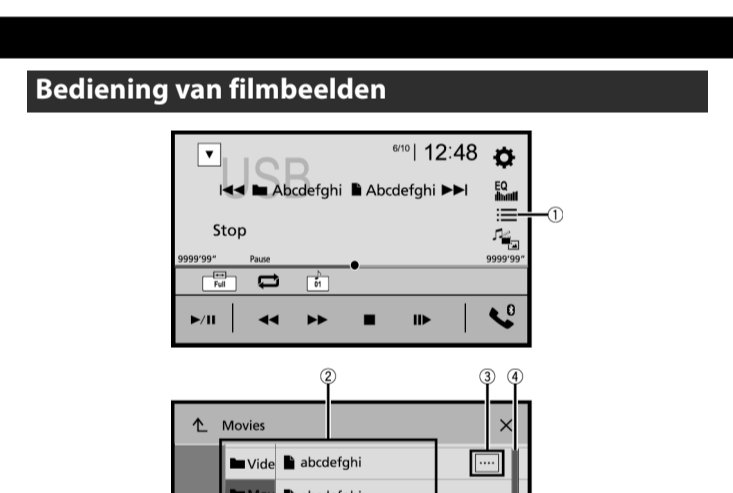 Bediening van filmbeelden
USB
6/10 12:48
Abcdefghi Abcdefghi
EQ
①
Stop
9999'99" Pause 9999'99"
Full 01
② ③ ④
Movies
Vide abcdefghi